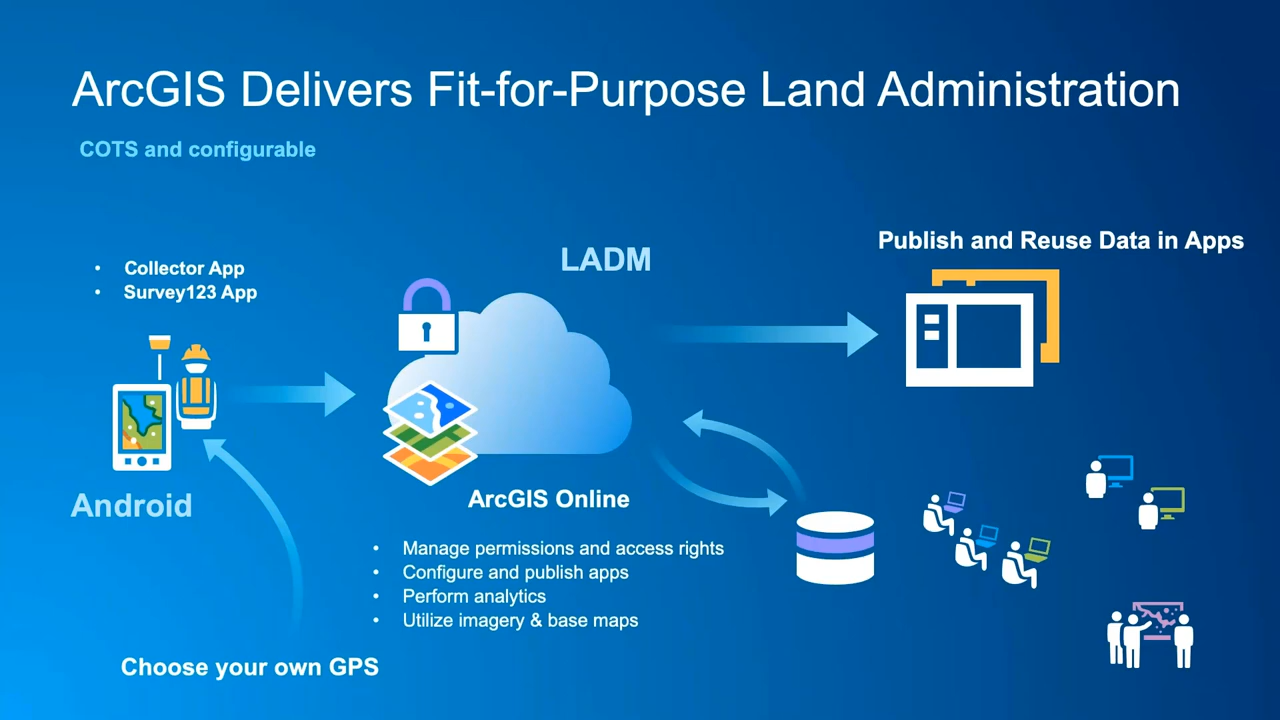 ArcGIS Delivers Fit-for-Purpose Land Administration
COTS and configurable
• Collector App
• Survey123 App
Android
Choose your own GPS
LADM
ArcGIS Online
• Manage permissions and access rights
• Configure and publish apps
• Perform analytics
• Utilize imagery & base maps
Publish and Reuse Data in Apps